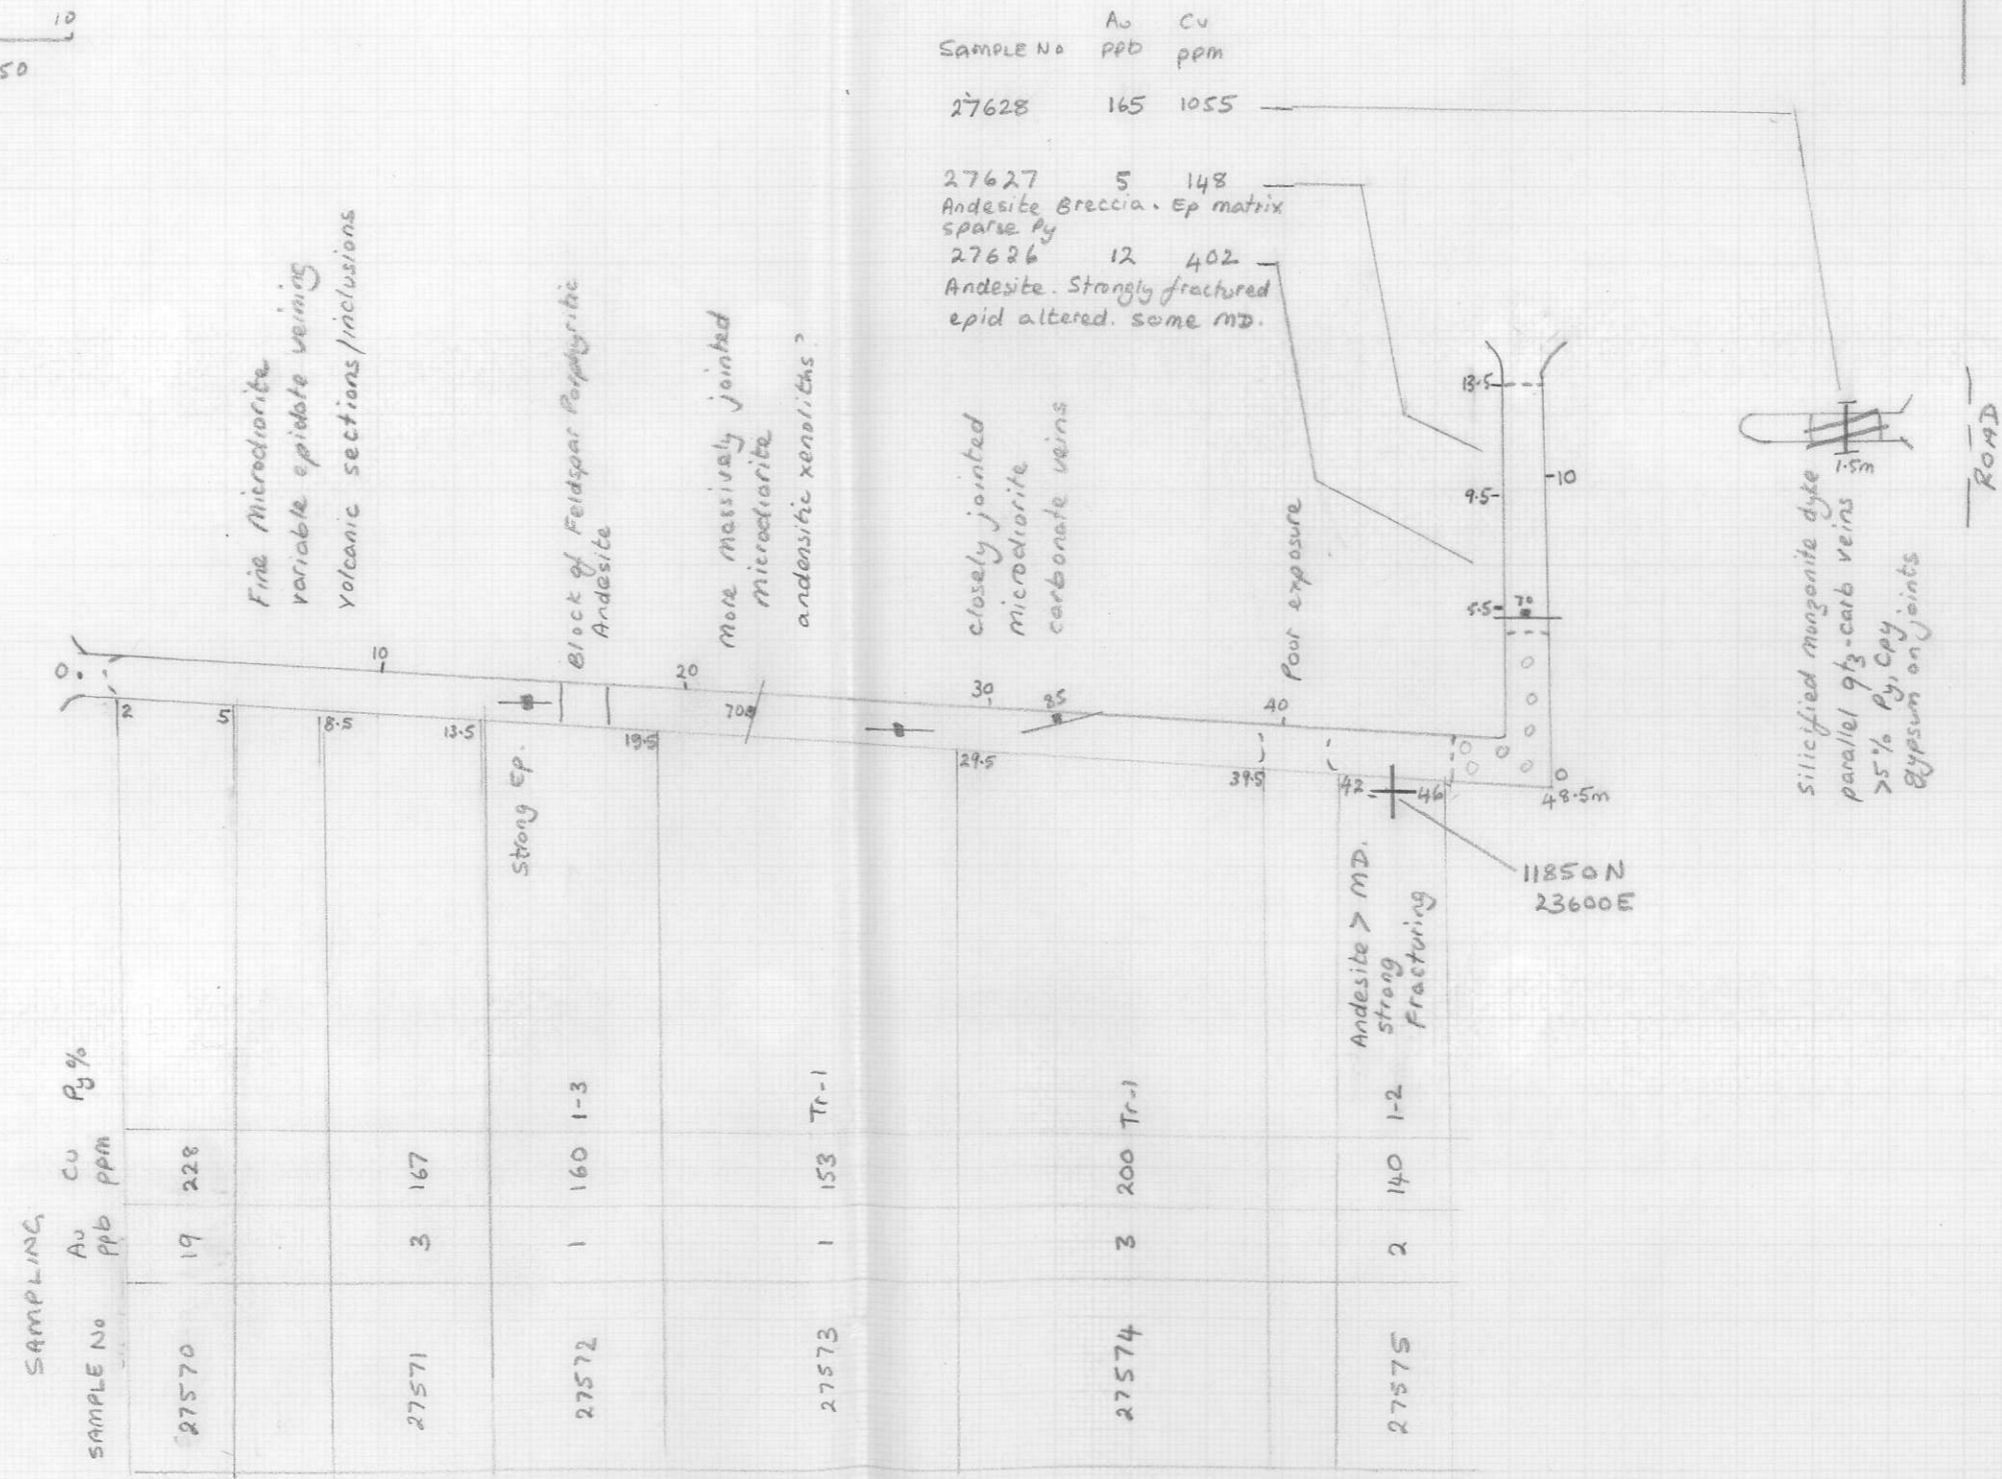 10
50
Au Cu
SAMPLE No ppb ppm
27628 165 1055
27627 5 148
Andesite Breccia. Ep matrix
sparse Py
27626 12 402
Andesite. Strongly fractured
epid altered. some MD.
Fine Microdiorite
variable epidote veining
volcanic sections/inclusions
Block of Feldspar Porphyritic
Andesite
More massively jointed
microdiorite
andensitic xenoliths?
closely jointed
microdiorite
carbonate veins
Poor exposure
13.5
10
9.5
5.5
70
1.5m
ROAD
silicified monzonite dyke
parallel qtz-carb veins
>5% Py, Cpy
gypsum on joints
0
10
20
30
40
70
85
2
5
8.5
13.5
19.5
29.5
39.5
42
46
0
48.5m
Strong Ep.
11850N
23600E
Andesite > MD.
strong
Fracturing
SAMPLING
SAMPLE No
Au ppb
Cu ppm
Py%
27570 19 228
27571 3 167
27572 1 160 1-3
27573 1 153 Tr-1
27574 3 200 Tr-1
27575 2 140 1-2